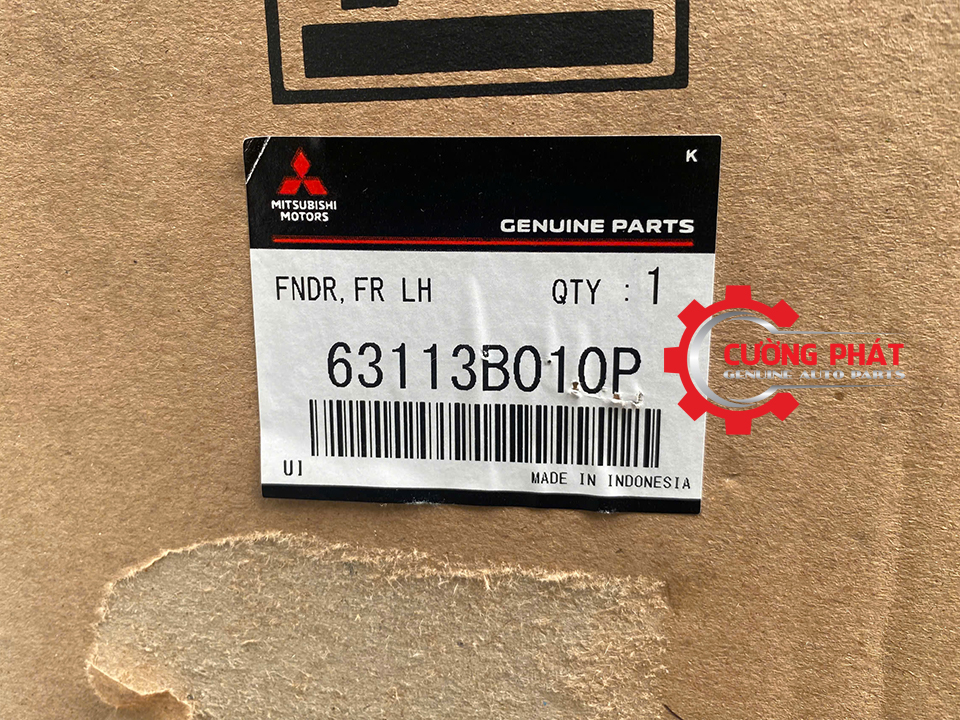 K
MITSUBISHI
MOTORS
GENUINE PARTS
FNDR, FR LH
QTY : 1
63113B010P
CƯỜNG PHÁT
GENUINE AUTO PARTS
UI
MADE IN INDONESIA